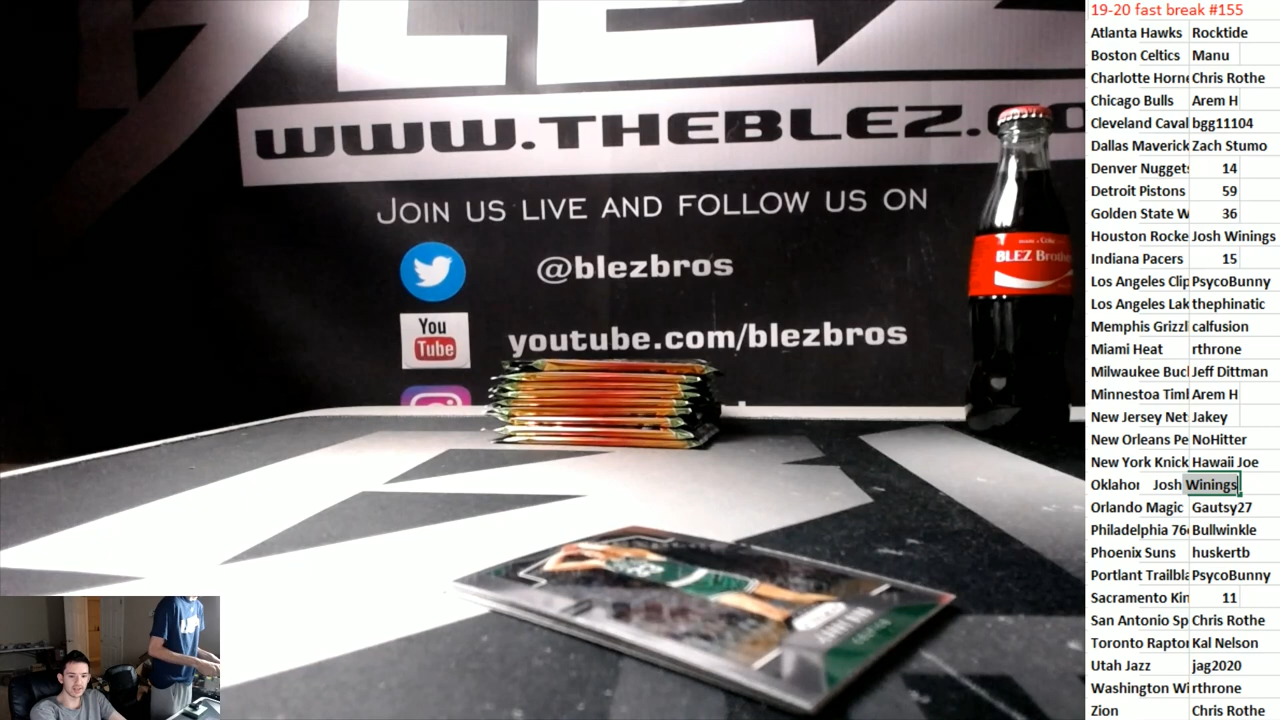 BLEZ
WWW.THEBLEZ.CO
JOIN US LIVE AND FOLLOW US ON
@blezbros
You
Tube
youtube.com/blezbros
BLEZ Brothe
19-20 fast break #155
Atlanta Hawks Rocktide
Boston Celtics Manu
Charlotte Horne Chris Rothe
Chicago Bulls Arem H
Cleveland Caval bgg11104
Dallas Maverick Zach Stumo
Denver Nuggets 14
Detroit Pistons 59
Golden State W 36
Houston Rocke Josh Winings
Indiana Pacers 15
Los Angeles Clip PsycoBunny
Los Angeles Lak thephinatic
Memphis Grizzl calfusion
Miami Heat rthrone
Milwaukee Buc Jeff Dittman
Minnestoa Timl Arem H
New Jersey Net Jakey
New Orleans Pe NoHitter
New York Knick Hawaii Joe
Oklahor Josh Winings
Orlando Magic Gautsy27
Philadelphia 76 Bullwinkle
Phoenix Suns huskertb
Portlant Trailbla PsycoBunny
Sacramento Kin 11
San Antonio Sp Chris Rothe
Toronto Rapto Kal Nelson
Utah Jazz jag2020
Washington Wi rthrone
Zion Chris Rothe